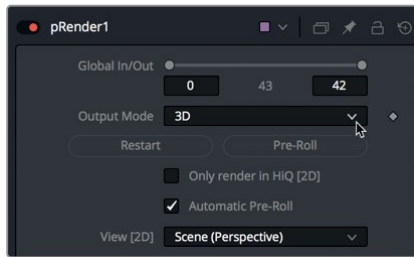 pRender1
Global In/Out
0 43 42
Output Mode 3D
Restart Pre-Roll
Only render in HiQ [2D]
Automatic Pre-Roll
View [2D] Scene (Perspective)